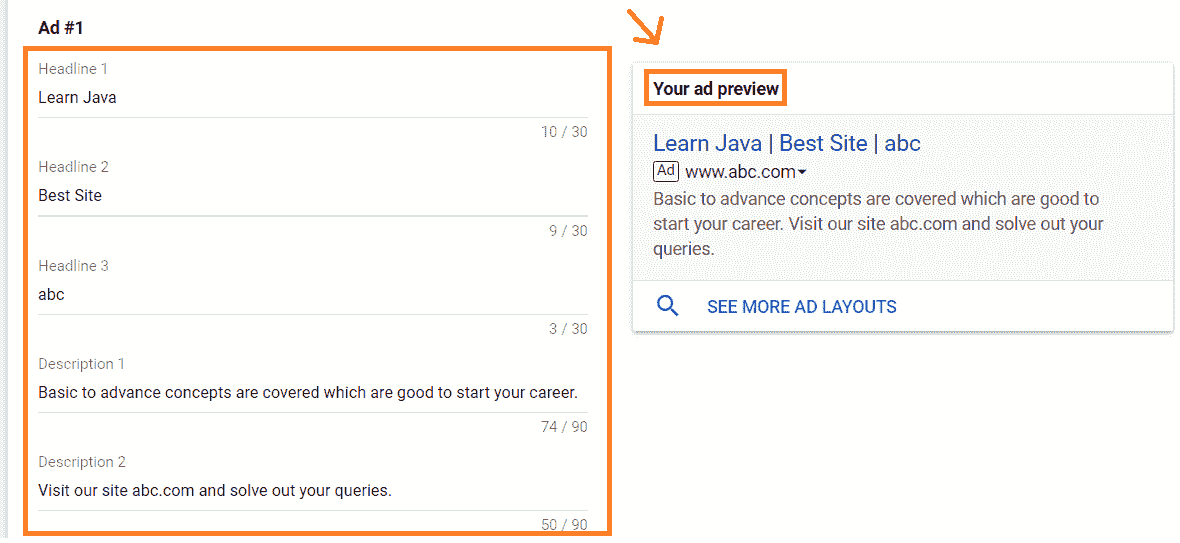 Ad #1
Headline 1
Learn Java
10 / 30
Headline 2
Best Site
9 / 30
Headline 3
abc
3 / 30
Description 1
Basic to advance concepts are covered which are good to start your career.
74 / 90
Description 2
Visit our site abc.com and solve out your queries.
50 / 90
Your ad preview
Learn Java | Best Site | abc
Ad www.abc.com
Basic to advance concepts are covered which are good to
start your career. Visit our site abc.com and solve out your
queries.
SEE MORE AD LAYOUTS